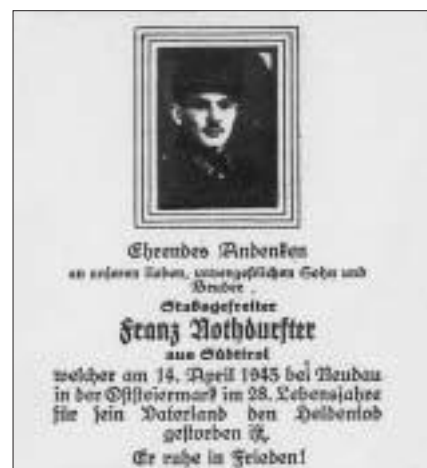 Ehrendes Andenken
an unseren lieben, unvergeßlichen Sohn und
Bruder
Stabsgefreiter
Franz Nothdurfter
aus Südtirol
welcher am 14. April 1945 bei Neudau
in der Oststeiermark im 28. Lebensjahre
für sein Vaterland den Heldentod
gestorben ist.
Er ruhe in Frieden!